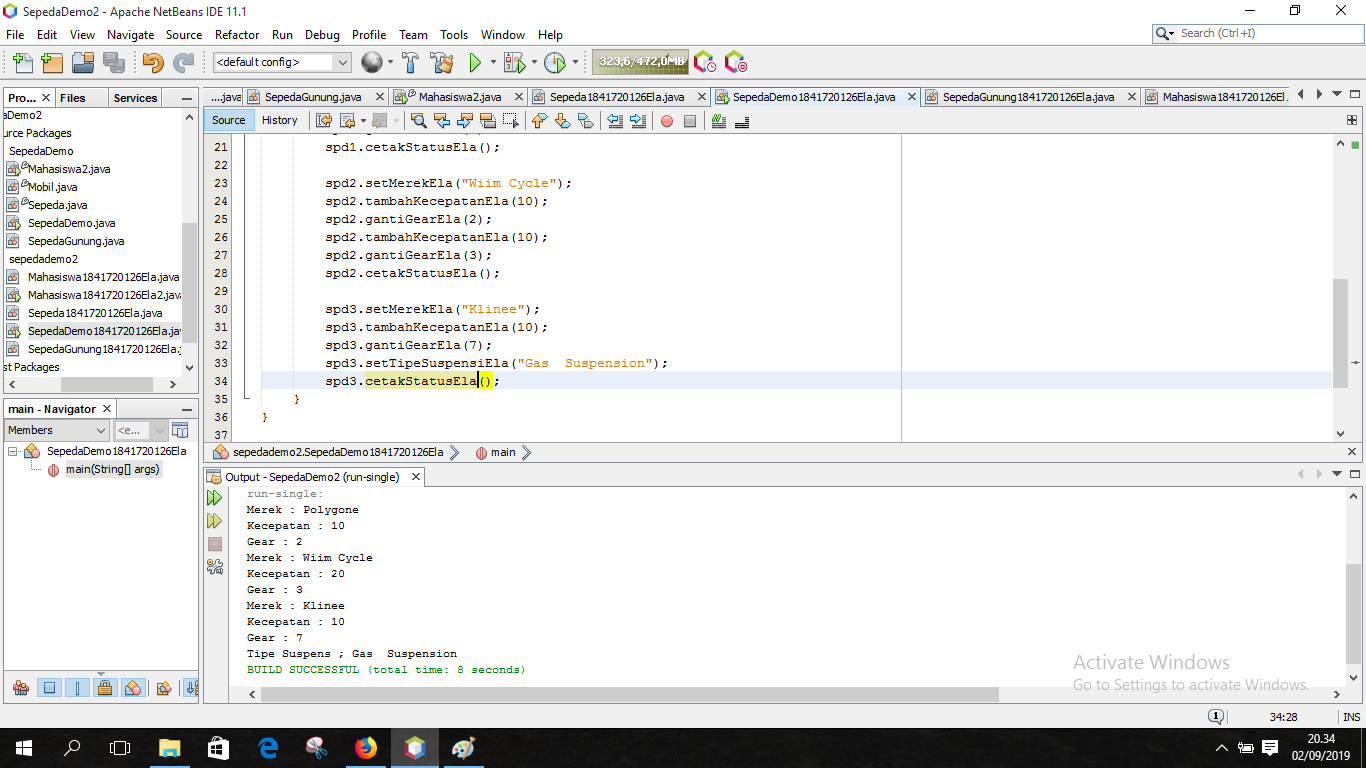 SepedaDemo2 - Apache NetBeans IDE 11.1
File Edit View Navigate Source Refactor Run Debug Profile Team Tools Window Help
Search (Ctrl+I)
<default config>
323,6/472,0MB
Pro... Files Services
aDemo2
urce Packages
SepedaDemo
Mahasiswa2.java
Mobil.java
Sepeda.java
SepedaDemo.java
SepedaGunung.java
sepedademo2
Mahasiswa1841720126Ela.java
Mahasiswa1841720126Ela2.java
Sepeda1841720126Ela.java
SepedaDemo1841720126Ela.jav
SepedaGunung1841720126Ela.j
st Packages
main - Navigator
Members <e...
SepedaDemo1841720126Ela
main(String[] args)
....java SepedaGunung.java Mahasiswa2.java Sepeda1841720126Ela.java SepedaDemo1841720126Ela.java SepedaGunung1841720126Ela.java Mahasiswa1841720126El.
Source History
21 spd1.cetakStatusEla();
22
23 spd2.setMerekEla("Wiim Cycle");
24 spd2.tambahKecepatanEla(10);
25 spd2.gantiGearEla(2);
26 spd2.tambahKecepatanEla(10);
27 spd2.gantiGearEla(3);
28 spd2.cetakStatusEla();
29
30 spd3.setMerekEla("Klinee");
31 spd3.tambahKecepatanEla(10);
32 spd3.gantiGearEla(7);
33 spd3.setTipeSuspensiEla("Gas  Suspension");
34 spd3.cetakStatusEla();
35 }
36 }
37
sepedademo2.SepedaDemo1841720126Ela main
Output - SepedaDemo2 (run-single)
run-single:
Merek : Polygone
Kecepatan : 10
Gear : 2
Merek : Wiim Cycle
Kecepatan : 20
Gear : 3
Merek : Klinee
Kecepatan : 10
Gear : 7
Tipe Suspens ; Gas  Suspension
BUILD SUCCESSFUL (total time: 8 seconds)
Activate Windows
Go to Settings to activate Windows.
1 34:28 INS
20.34
02/09/2019